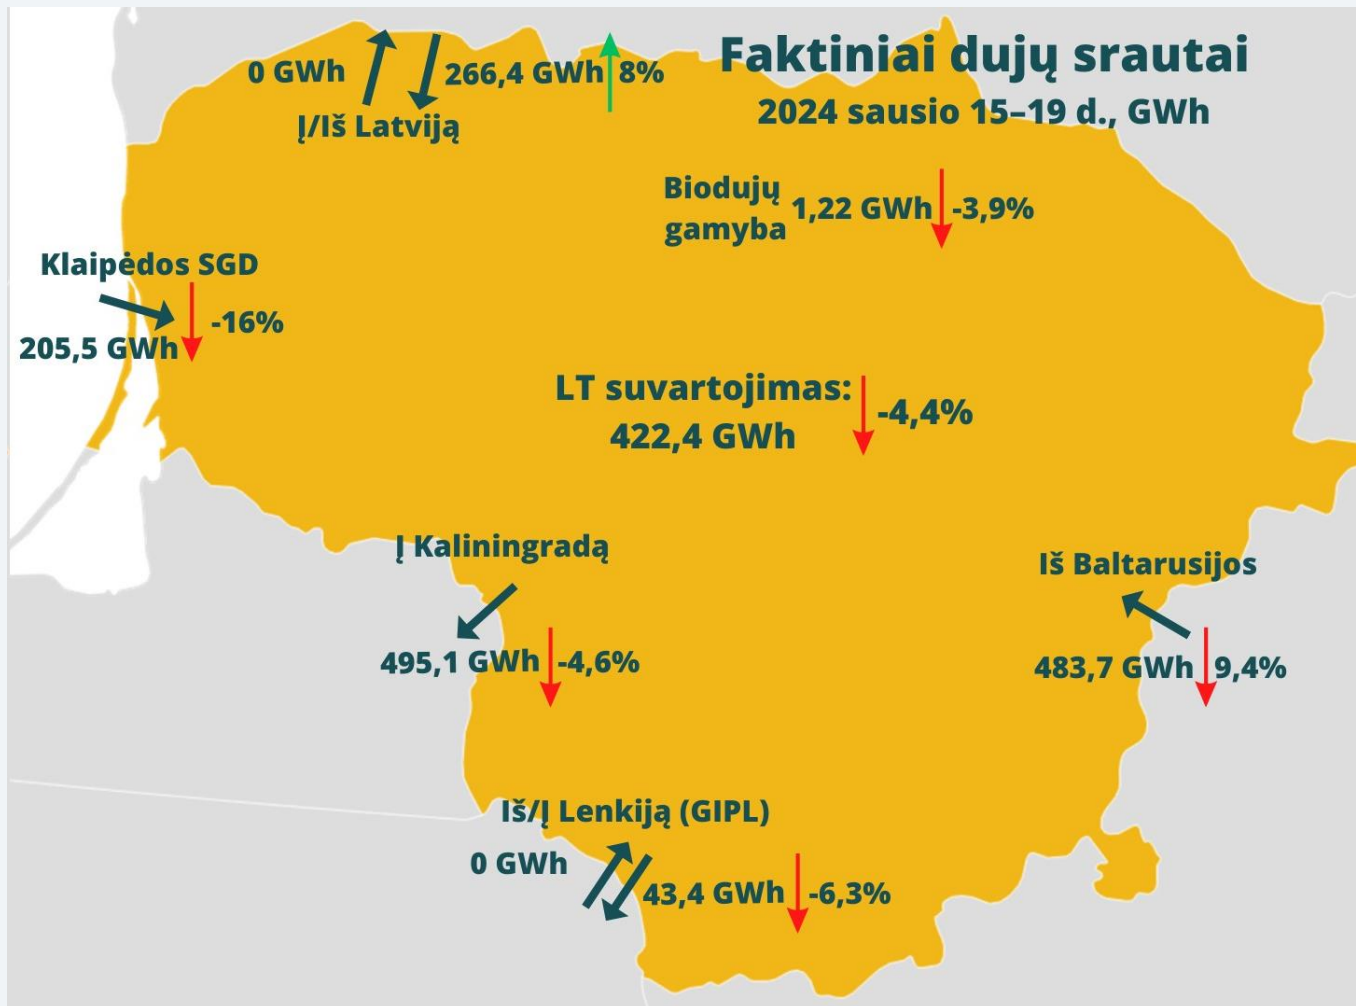 Faktiniai dujų srautai
2024 sausio 15–19 d., GWh
0 GWh
266,4 GWh 8%
Į/Iš Latviją
Biodujų
gamyba
1,22 GWh -3,9%
Klaipėdos SGD
-16%
205,5 GWh
LT suvartojimas:
422,4 GWh
-4,4%
Į Kaliningradą
495,1 GWh -4,6%
Iš Baltarusijos
483,7 GWh 9,4%
Iš/Į Lenkiją (GIPL)
0 GWh
43,4 GWh -6,3%